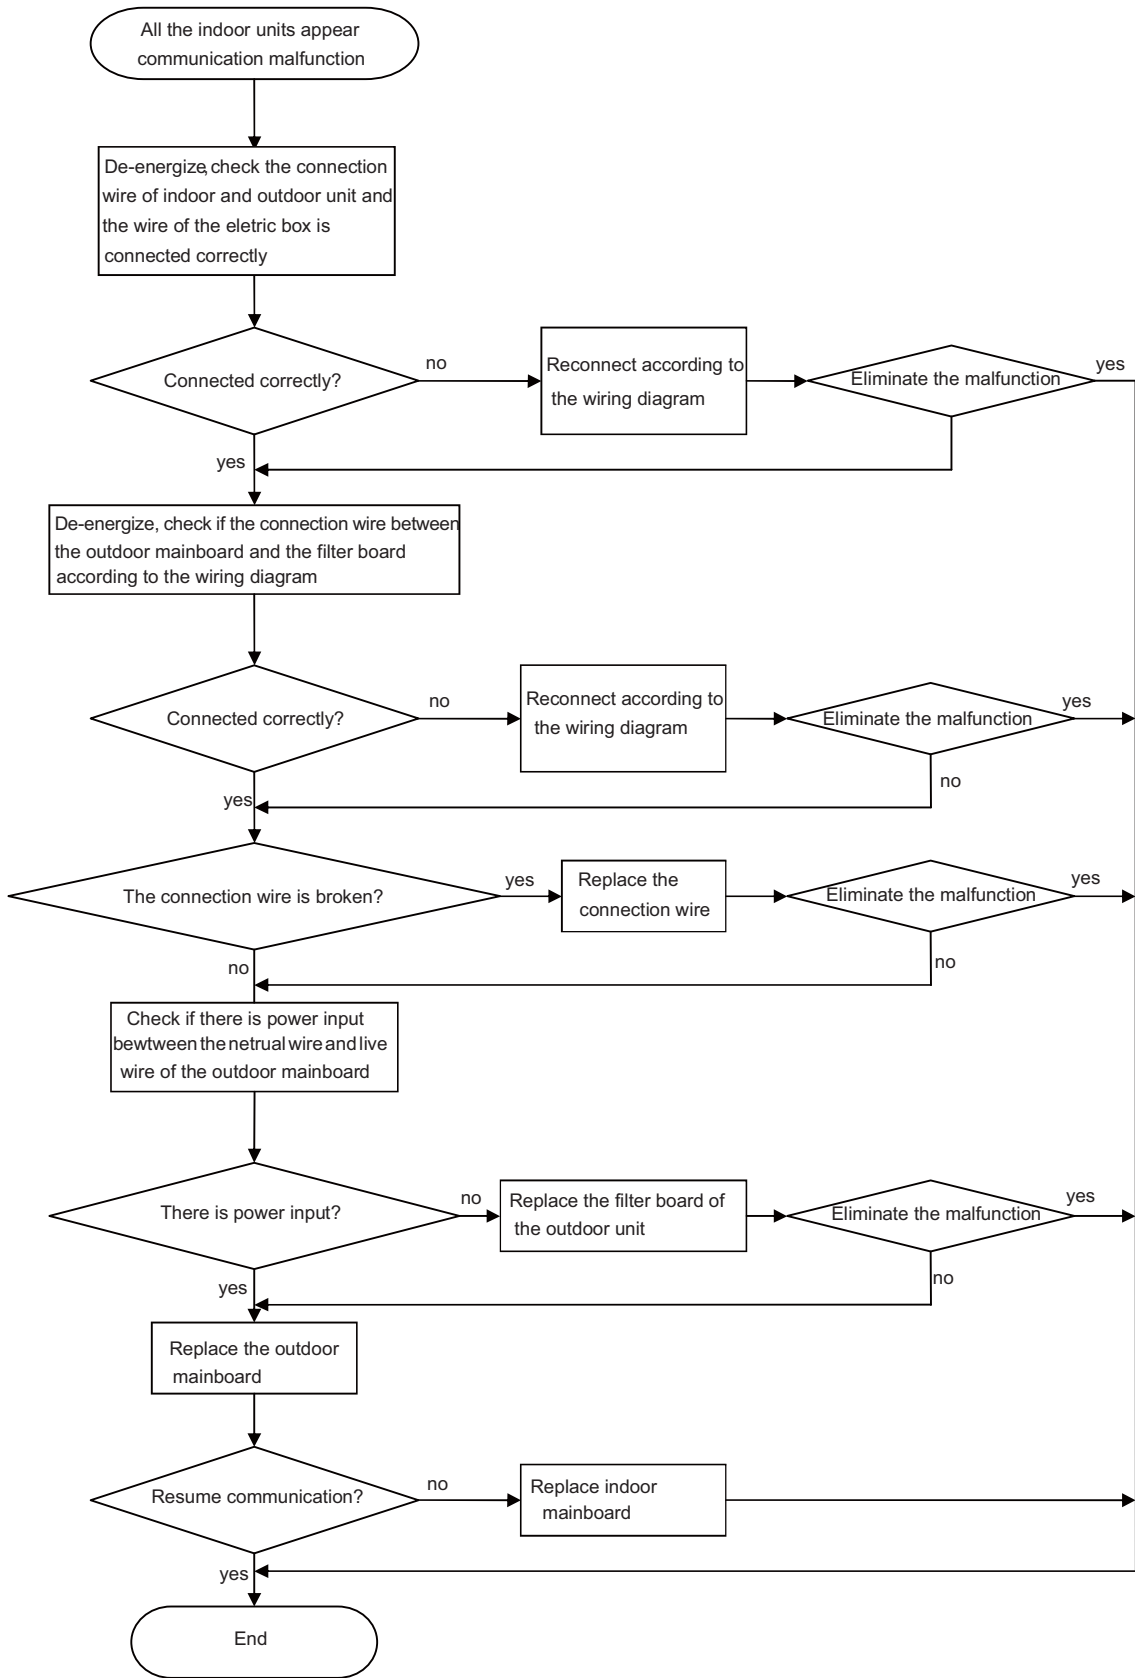 All the indoor units appear
communication malfunction
De-energize, check the connection
wire of indoor and outdoor unit and
the wire of the eletric box is
connected correctly
Connected correctly?
no
Reconnect according to
the wiring diagram
Eliminate the malfunction
yes
yes
De-energize, check if the connection wire between
the outdoor mainboard and the filter board
according to the wiring diagram
Connected correctly?
no
Reconnect according to
the wiring diagram
Eliminate the malfunction
yes
no
yes
The connection wire is broken?
yes
Replace the
connection wire
Eliminate the malfunction
yes
no
no
Check if there is power input
bewtween the netrual wire and live
wire of the outdoor mainboard
There is power input?
no
Replace the filter board of
the outdoor unit
Eliminate the malfunction
yes
no
yes
Replace the outdoor
mainboard
Resume communication?
no
Replace indoor
mainboard
yes
End